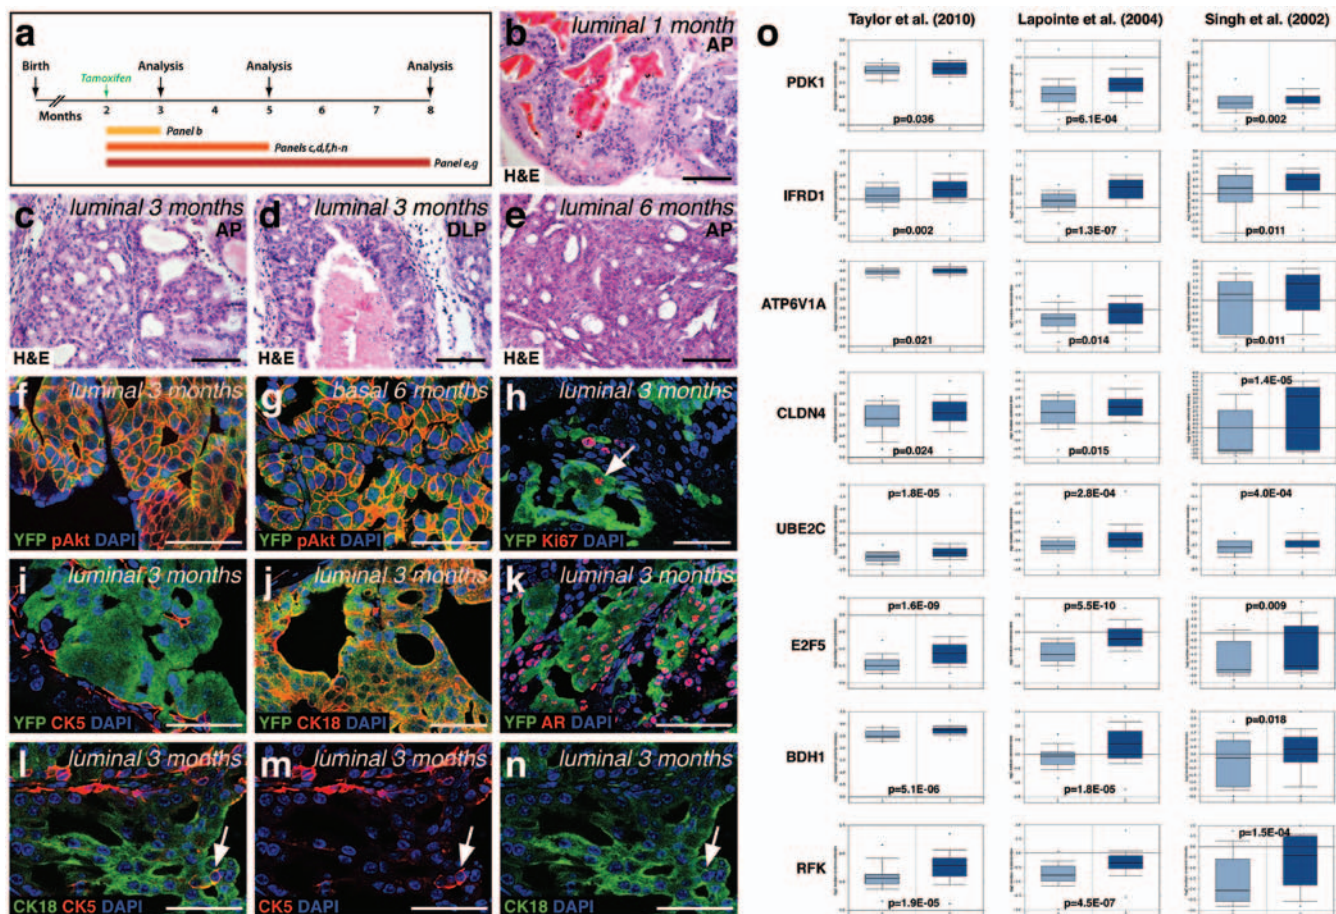 a
Birth
Tamoxifen
Analysis
Analysis
Analysis
2
3
4
5
6
7
8
Months
Panel b
Panels c,d,f,h-n
Panel e,g
b luminal 1 month
AP
H&E
c luminal 3 months
AP
H&E
d luminal 3 months
DLP
H&E
e luminal 6 months
AP
H&E
f luminal 3 months
YFP pAkt DAPI
g basal 6 months
YFP pAkt DAPI
h luminal 3 months
YFP Ki67 DAPI
i luminal 3 months
YFP CK5 DAPI
j luminal 3 months
YFP CK18 DAPI
k luminal 3 months
YFP AR DAPI
l luminal 3 months
CK18 CK5 DAPI
m luminal 3 months
CK5 DAPI
n luminal 3 months
CK18 DAPI
o
Taylor et al. (2010) Lapointe et al. (2004) Singh et al. (2002)
PDK1
p=0.036 p=6.1E-04 p=0.002
IFRD1
p=0.002 p=1.3E-07 p=0.011
ATP6V1A
p=0.021 p=0.014 p=0.011
CLDN4
p=0.024 p=0.015 p=1.4E-05
UBE2C
p=1.8E-05 p=2.8E-04 p=4.0E-04
E2F5
p=1.6E-09 p=5.5E-10 p=0.009
BDH1
p=5.1E-06 p=1.8E-05 p=0.018
RFK
p=1.9E-05 p=4.5E-07 p=1.5E-04